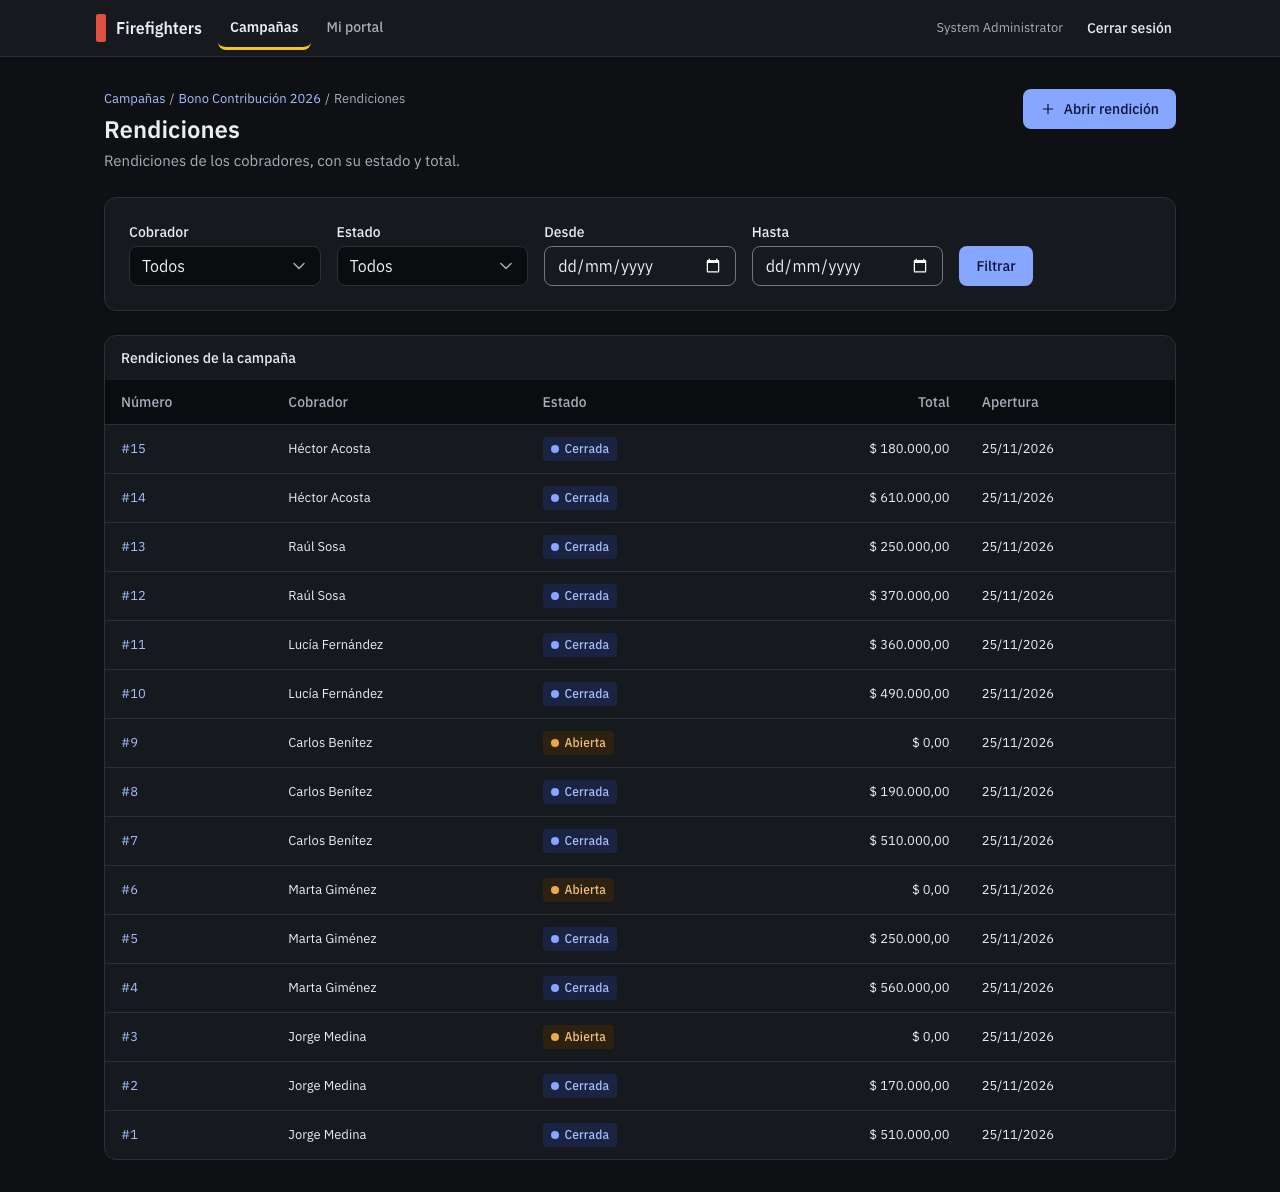 Firefighters Campañas Mi portal System Administrator Cerrar sesión
Campañas / Bono Contribución 2026 / Rendiciones
Abrir rendición
Rendiciones
Rendiciones de los cobradores, con su estado y total.
Cobrador Estado Desde Hasta
Todos Todos dd/mm/yyyy dd/mm/yyyy Filtrar
Rendiciones de la campaña
Número Cobrador Estado Total Apertura
#15 Héctor Acosta Cerrada $ 180.000,00 25/11/2026
#14 Héctor Acosta Cerrada $ 610.000,00 25/11/2026
#13 Raúl Sosa Cerrada $ 250.000,00 25/11/2026
#12 Raúl Sosa Cerrada $ 370.000,00 25/11/2026
#11 Lucía Fernández Cerrada $ 360.000,00 25/11/2026
#10 Lucía Fernández Cerrada $ 490.000,00 25/11/2026
#9 Carlos Benítez Abierta $ 0,00 25/11/2026
#8 Carlos Benítez Cerrada $ 190.000,00 25/11/2026
#7 Carlos Benítez Cerrada $ 510.000,00 25/11/2026
#6 Marta Giménez Abierta $ 0,00 25/11/2026
#5 Marta Giménez Cerrada $ 250.000,00 25/11/2026
#4 Marta Giménez Cerrada $ 560.000,00 25/11/2026
#3 Jorge Medina Abierta $ 0,00 25/11/2026
#2 Jorge Medina Cerrada $ 170.000,00 25/11/2026
#1 Jorge Medina Cerrada $ 510.000,00 25/11/2026